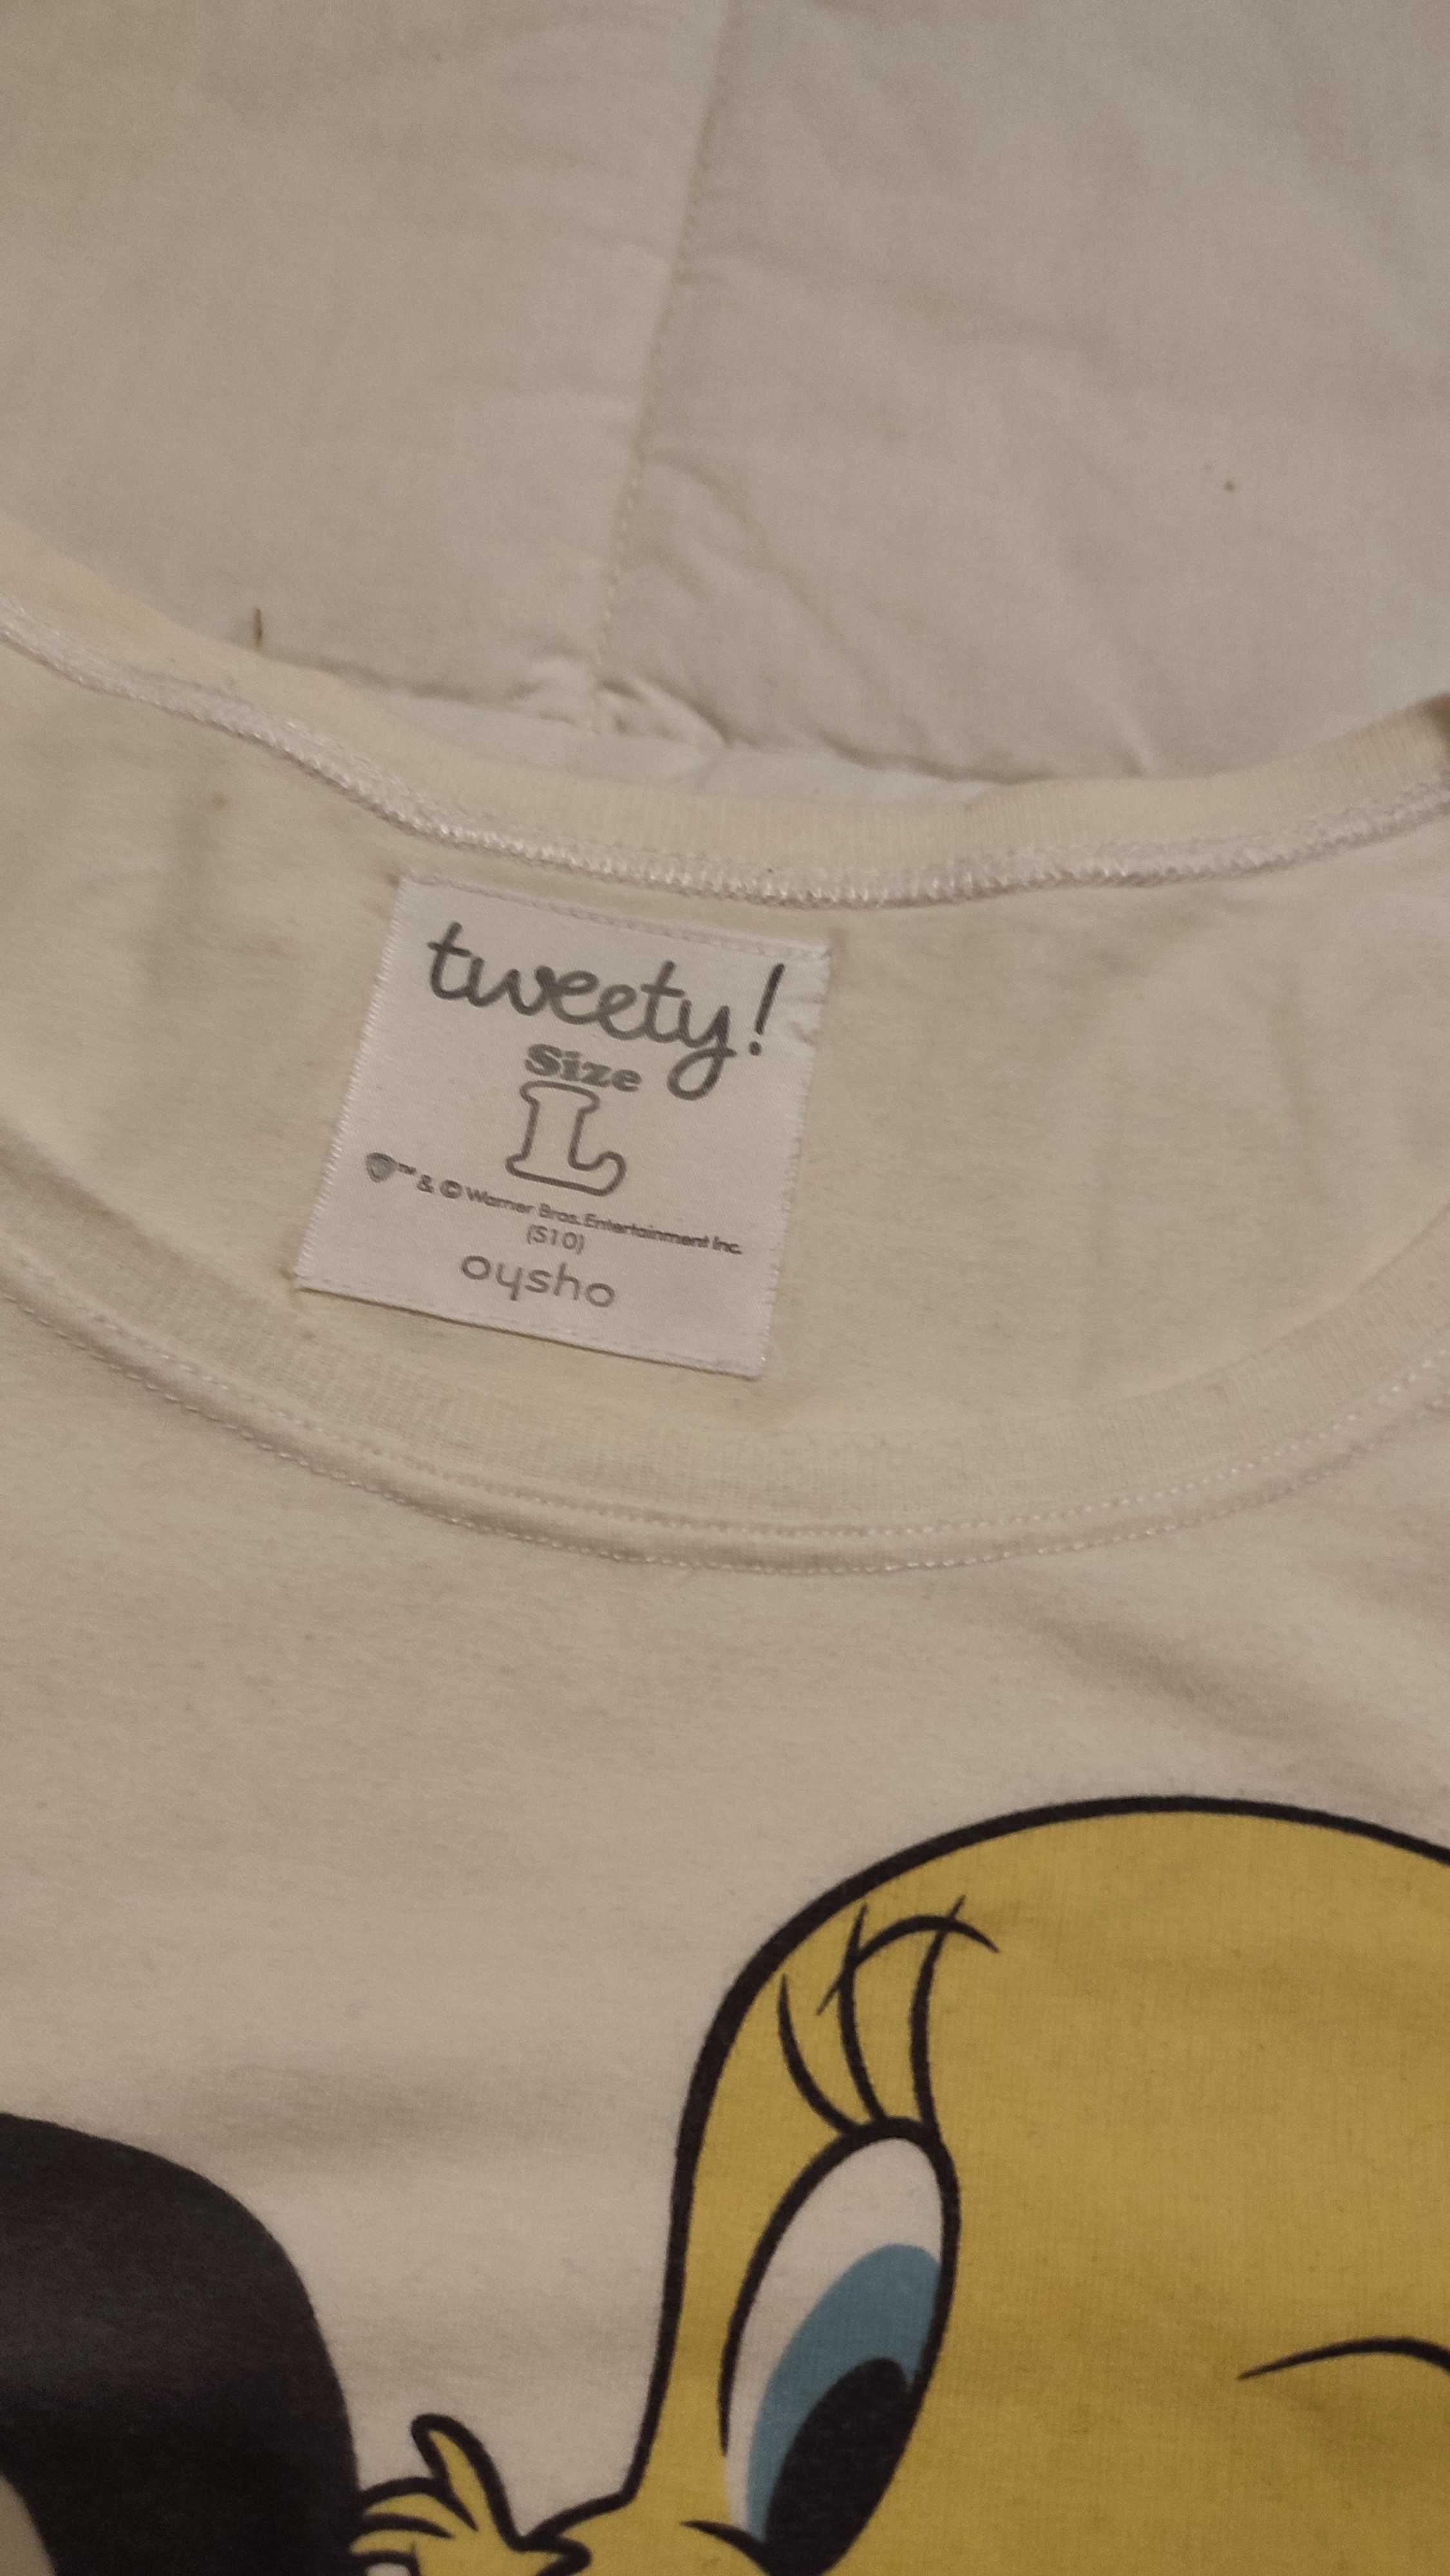 tweety!
Size
L
™ & © Warner Bros. Entertainment Inc.
(S10)
oysho